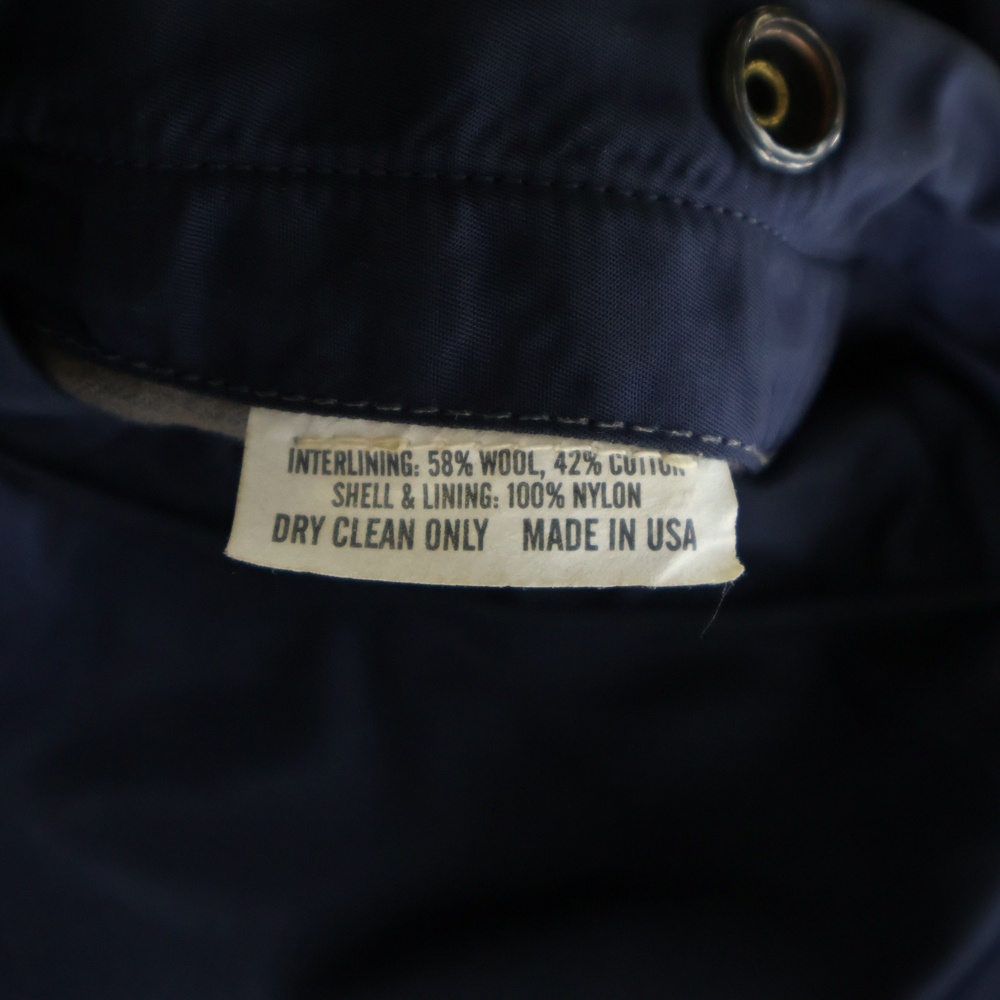 INTERLINING: 58% WOOL, 42% COTTON
SHELL & LINING: 100% NYLON
DRY CLEAN ONLY MADE IN USA